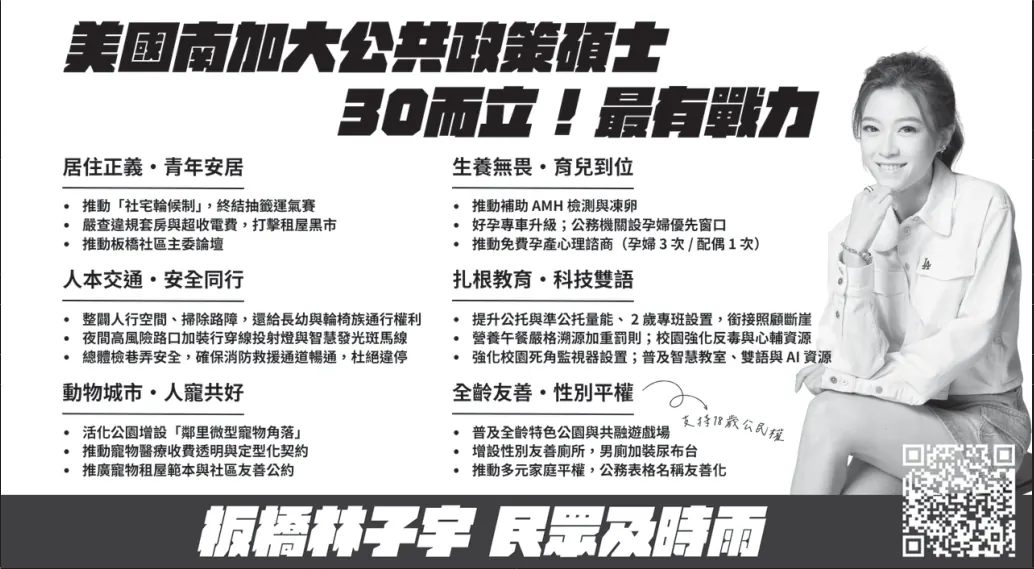 美國南加大公共政策碩士
30而立！最有戰力
居住正義・青年安居
• 推動「社宅輪候制」，終結抽籤運氣賽
• 嚴查違規套房與超收電費，打擊租屋黑市
• 推動板橋社區主委論壇
人本交通・安全同行
• 整闢人行空間、掃除路障，還給長幼與輪椅族通行權利
• 夜間高風險路口加裝行穿線投射燈與智慧發光斑馬線
• 總體檢巷弄安全，確保消防救援通道暢通，杜絕違停
動物城市・人寵共好
• 活化公園增設「鄰里微型寵物角落」
• 推動寵物醫療收費透明與定型化契約
• 推廣寵物租屋範本與社區友善公約
生養無畏・育兒到位
• 推動補助 AMH 檢測與凍卵
• 好孕專車升級；公務機關設孕婦優先窗口
• 推動免費孕產心理諮商（孕婦 3 次 / 配偶 1 次）
扎根教育・科技雙語
• 提升公托與準公托量能、 2 歲專班設置，銜接照顧斷崖
• 營養午餐嚴格溯源加重罰則；校園強化反毒與心輔資源
• 強化校園死角監視器設置；普及智慧教室、雙語與 AI 資源
全齡友善・性別平權
支持18歲公民權
• 普及全齡特色公園與共融遊戲場
• 增設性別友善廁所，男廁加裝尿布台
• 推動多元家庭平權，公務表格名稱友善化
LA
板橋林子宇 民眾及時雨